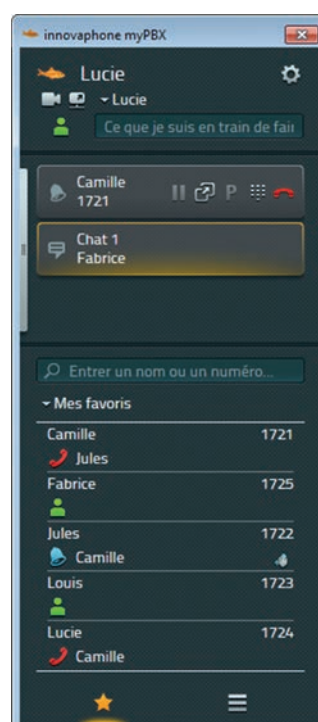 innovaphone myPBX
Lucie
Lucie
Ce que je suis en train de fair
Camille
1721
P
Chat 1
Fabrice
Entrer un nom ou un numéro...
Mes favoris
Camille 1721
Jules
Fabrice 1725
Jules 1722
Camille
Louis 1723
Lucie 1724
Camille